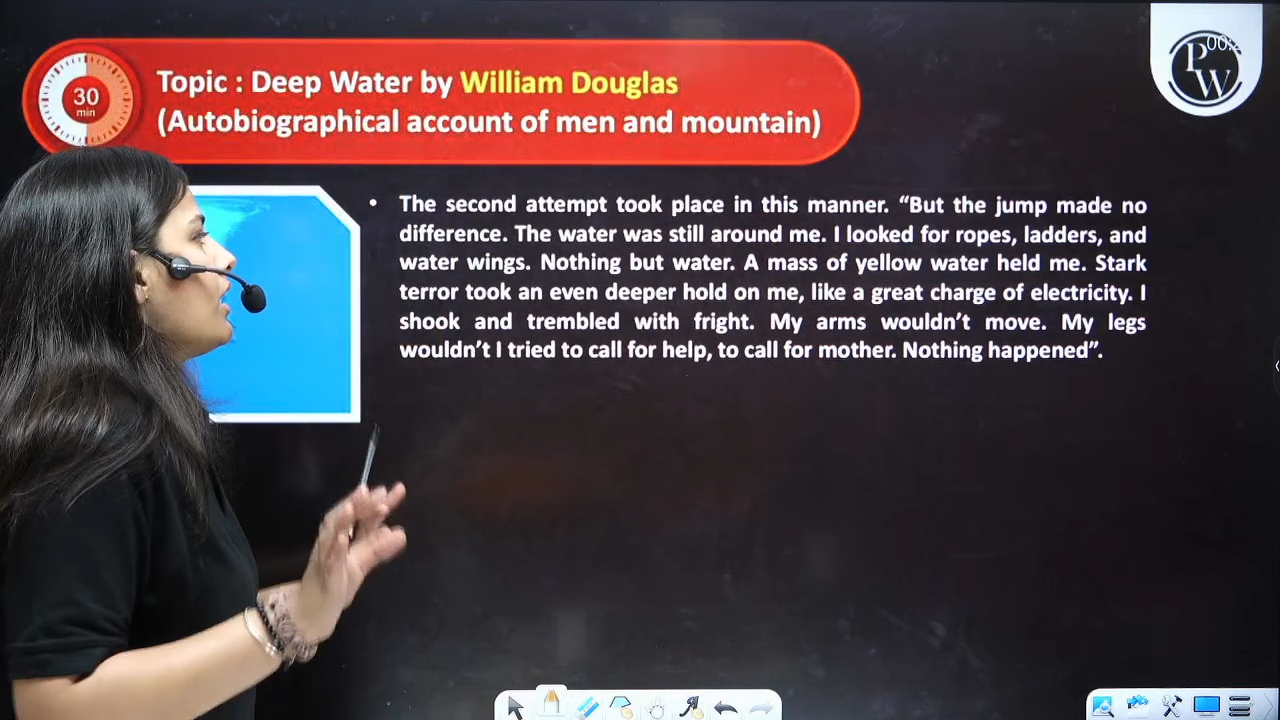 30
min
Topic : Deep Water by William Douglas
(Autobiographical account of men and mountain)
P
W
• The second attempt took place in this manner. “But the jump made no
difference. The water was still around me. I looked for ropes, ladders, and
water wings. Nothing but water. A mass of yellow water held me. Stark
terror took an even deeper hold on me, like a great charge of electricity. I
shook and trembled with fright. My arms wouldn’t move. My legs
wouldn’t I tried to call for help, to call for mother. Nothing happened”.